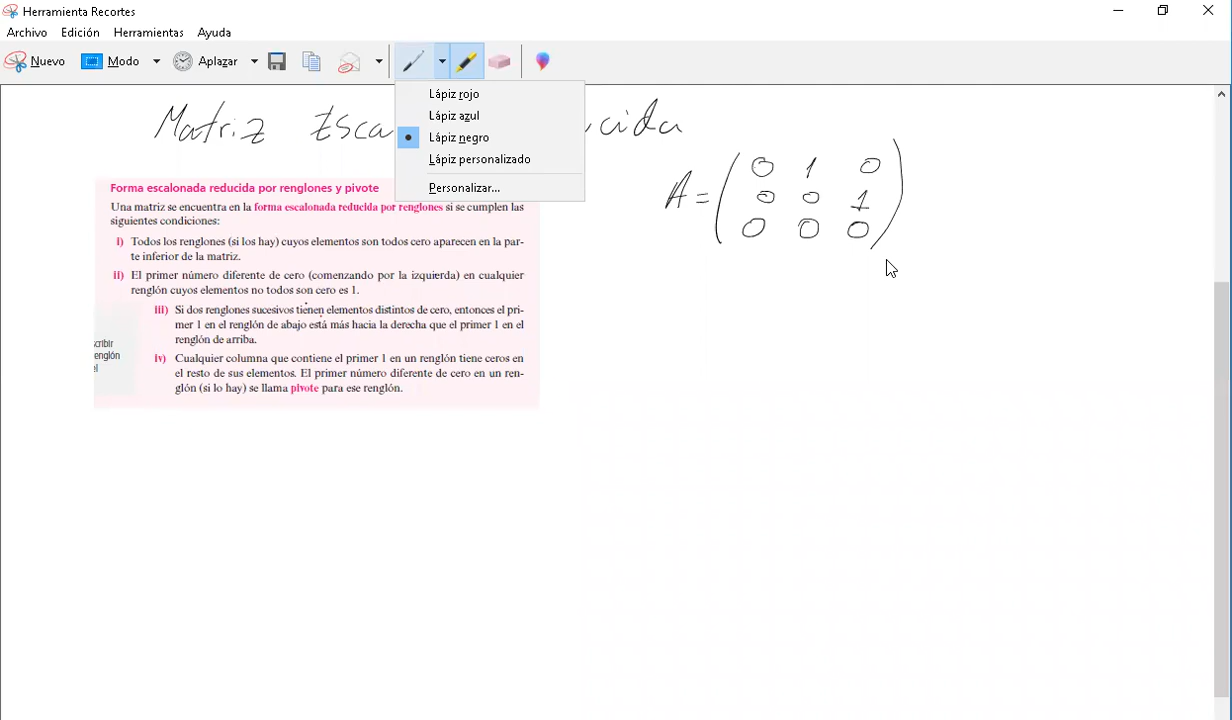 Herramienta Recortes
Archivo Edición Herramientas Ayuda
Nuevo Modo Aplazar
Lápiz rojo
Lápiz azul
Lápiz negro
Lápiz personalizado
Personalizar...
Matriz Esca cida
A = ( 0 1 0
0 0 1
0 0 0 )
Forma escalonada reducida por renglones y pivote
Una matriz se encuentra en la forma escalonada reducida por renglones si se cumplen las
siguientes condiciones:
i) Todos los renglones (si los hay) cuyos elementos son todos cero aparecen en la par-
te inferior de la matriz.
ii) El primer número diferente de cero (comenzando por la izquierda) en cualquier
renglón cuyos elementos no todos son cero es 1.
iii) Si dos renglones sucesivos tienen elementos distintos de cero, entonces el pri-
mer 1 en el renglón de abajo está más hacia la derecha que el primer 1 en el
renglón de arriba.
iv) Cualquier columna que contiene el primer 1 en un renglón tiene ceros en
el resto de sus elementos. El primer número diferente de cero en un ren-
glón (si lo hay) se llama pivote para ese renglón.
scribir
englón
el